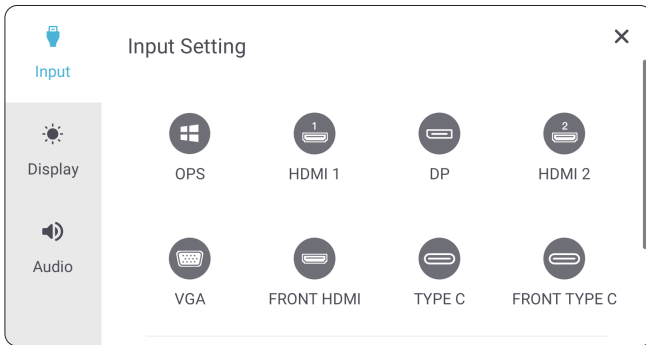 Input Setting
Input
Display
Audio
OPS
1
HDMI 1
DP
2
HDMI 2
VGA
FRONT HDMI
TYPE C
FRONT TYPE C